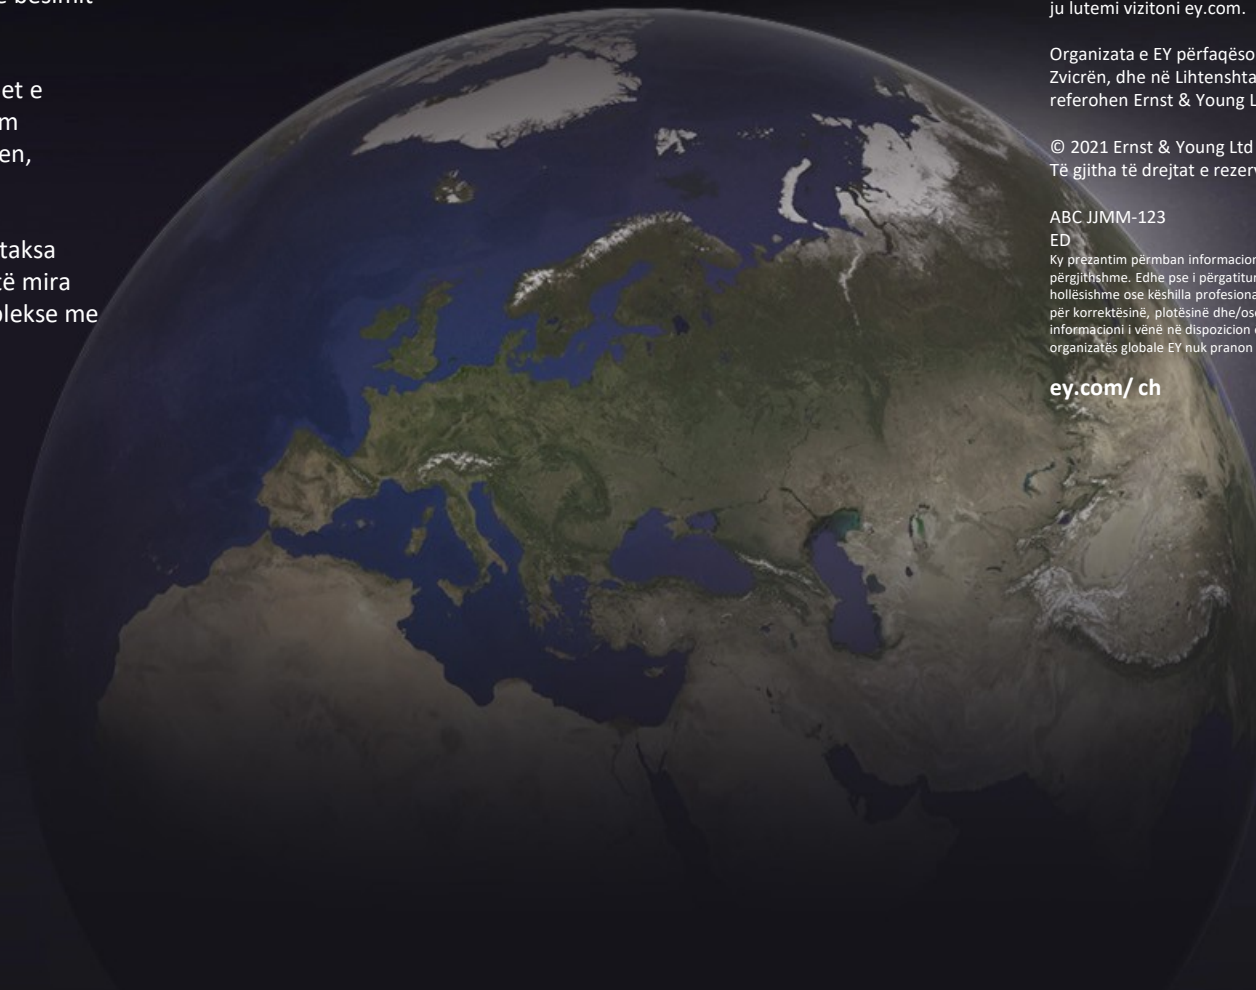 besimit
et e
m
en,
taksa
të mira
plekse me
ju lutemi vizitoni ey.com.
Organizata e EY përfaqëso
Zvicrën, dhe në Lihtenshta
referohen Ernst & Young L
© 2021 Ernst & Young Ltd
Të gjitha të drejtat e rezerv
ABC JJMM-123
ED
Ky prezantim përmban informacion
përgjithshme. Edhe pse i përgatitur
hollësishme ose këshilla profesiona
për korrektësinë, plotësinë dhe/ose
informacioni i vënë në dispozicion
organizatës globale EY nuk pranon
ey.com/ ch